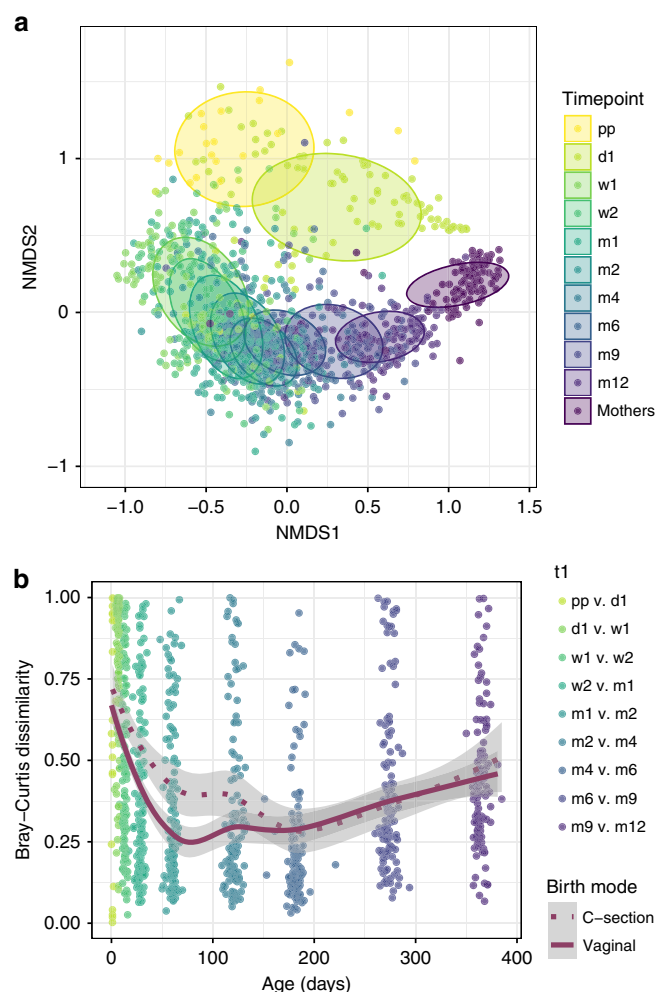 a
NMDS2
1
0
−1
−1.0
−0.5
0.0
0.5
1.0
1.5
NMDS1
Timepoint
pp
d1
w1
w2
m1
m2
m4
m6
m9
m12
Mothers
b
Bray–Curtis dissimilarity
1.00
0.75
0.50
0.25
0.00
0
100
200
300
400
Age (days)
t1
pp v. d1
d1 v. w1
w1 v. w2
w2 v. m1
m1 v. m2
m2 v. m4
m4 v. m6
m6 v. m9
m9 v. m12
Birth mode
C-section
Vaginal